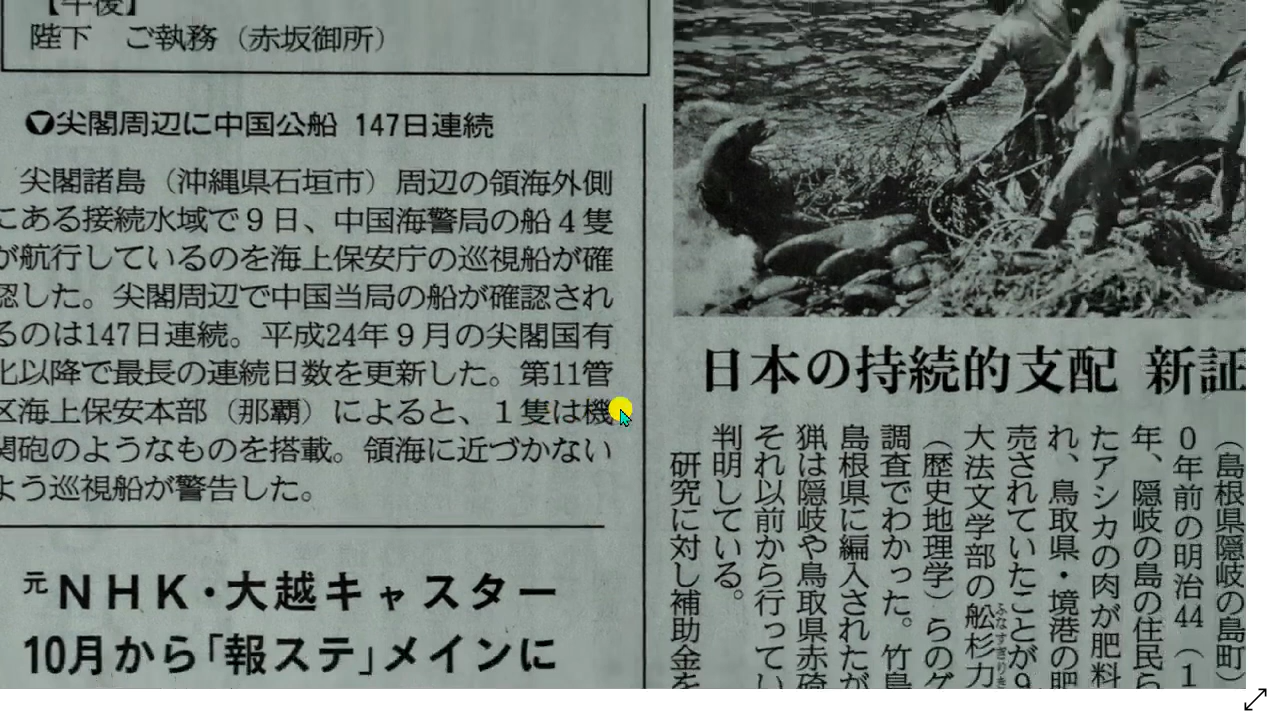 【午後】
陛下　ご執務（赤坂御所）
▼尖閣周辺に中国公船 147日連続
尖閣諸島（沖縄県石垣市）周辺の領海外側
にある接続水域で９日、中国海警局の船４隻
が航行しているのを海上保安庁の巡視船が確
認した。尖閣周辺で中国当局の船が確認され
るのは147日連続。平成24年９月の尖閣国有
化以降で最長の連続日数を更新した。第11管
区海上保安本部（那覇）によると、１隻は機
関砲のようなものを搭載。領海に近づかない
よう巡視船が警告した。
元ＮＨＫ・大越キャスター
10月から「報ステ」メインに
日本の持続的支配 新証
（島根県隠岐の島町）
０年前の明治44（１
年、隠岐の島の住民ら
たアシカの肉が肥料
れ、鳥取県・境港の肥
売されていたことが９
大法文学部の舩杉力
ふなすぎりき
（歴史地理学）らのグ
調査でわかった。竹島
島根県に編入されたが
猟は隠岐や鳥取県赤碕
それ以前から行ってい
判明している。
研究に対し補助金を